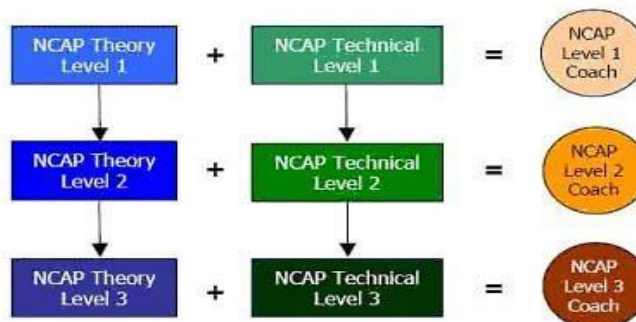 NCAP Theory
Level 1
+
NCAP Technical
Level 1
=
NCAP
Level 1
Coach
NCAP Theory
Level 2
+
NCAP Technical
Level 2
=
NCAP
Level 2
Coach
NCAP Theory
Level 3
+
NCAP Technical
Level 3
=
NCAP
Level 3
Coach